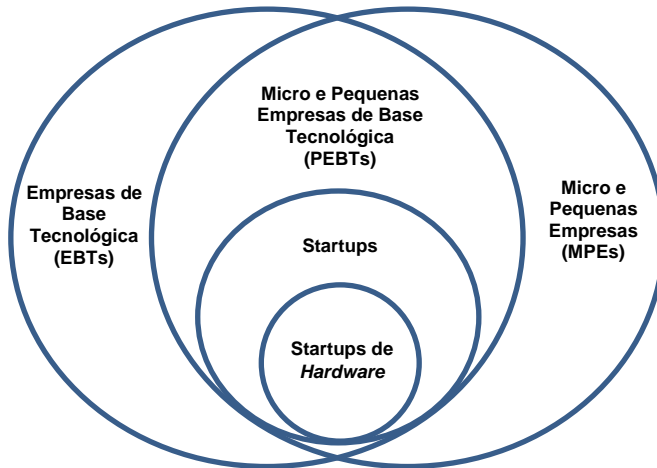 Micro e Pequenas
Empresas de Base
Tecnológica
(PEBTs)
Empresas de
Base
Tecnológica
(EBTs)
Micro e
Pequenas
Empresas
(MPEs)
Startups
Startups de
Hardware